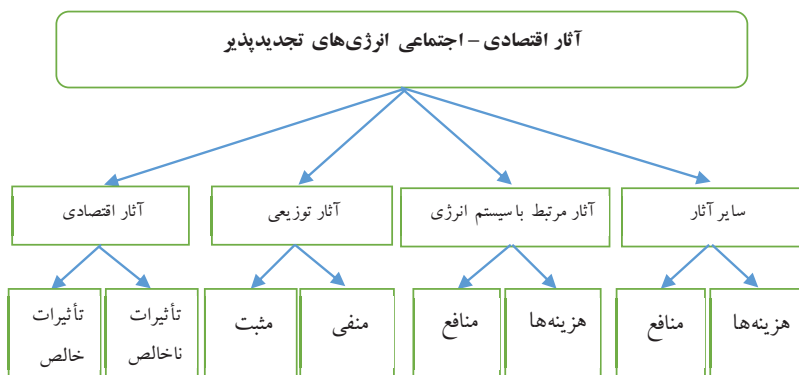 آثار اقتصادی – اجتماعی انرژی‌های تجدیدپذیر
سایر آثار
آثار مرتبط با سیستم انرژی
آثار توزیعی
آثار اقتصادی
هزینه‌ها
منافع
هزینه‌ها
منافع
منفی
مثبت
تأثیرات
ناخالص
تأثیرات
خالص